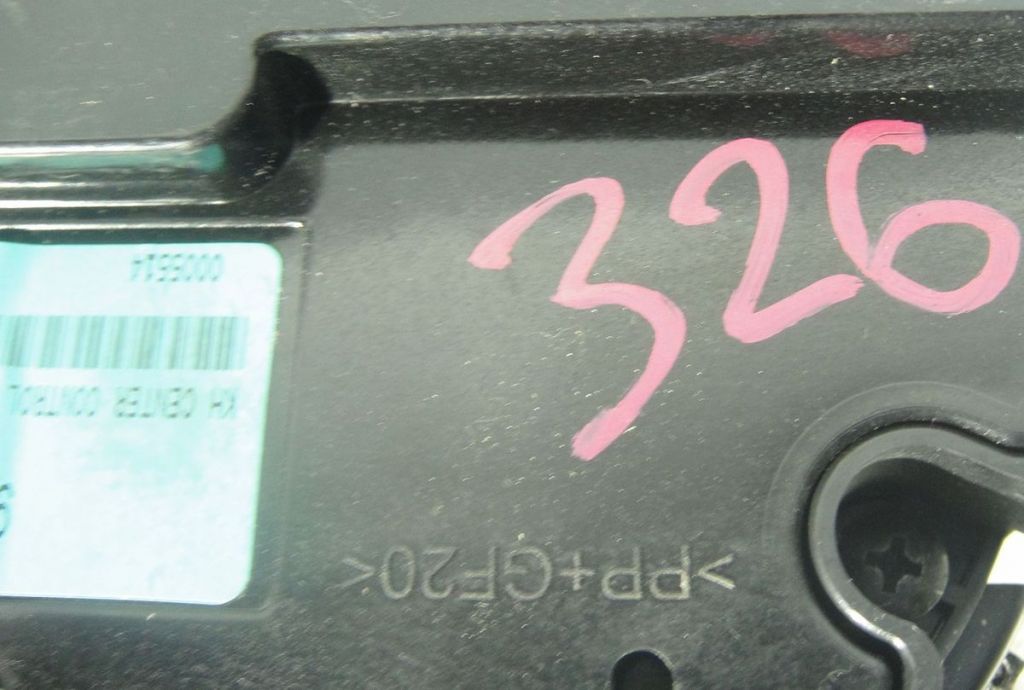 326
0005514
KH CENTER CONTROL
>PP+GF20<